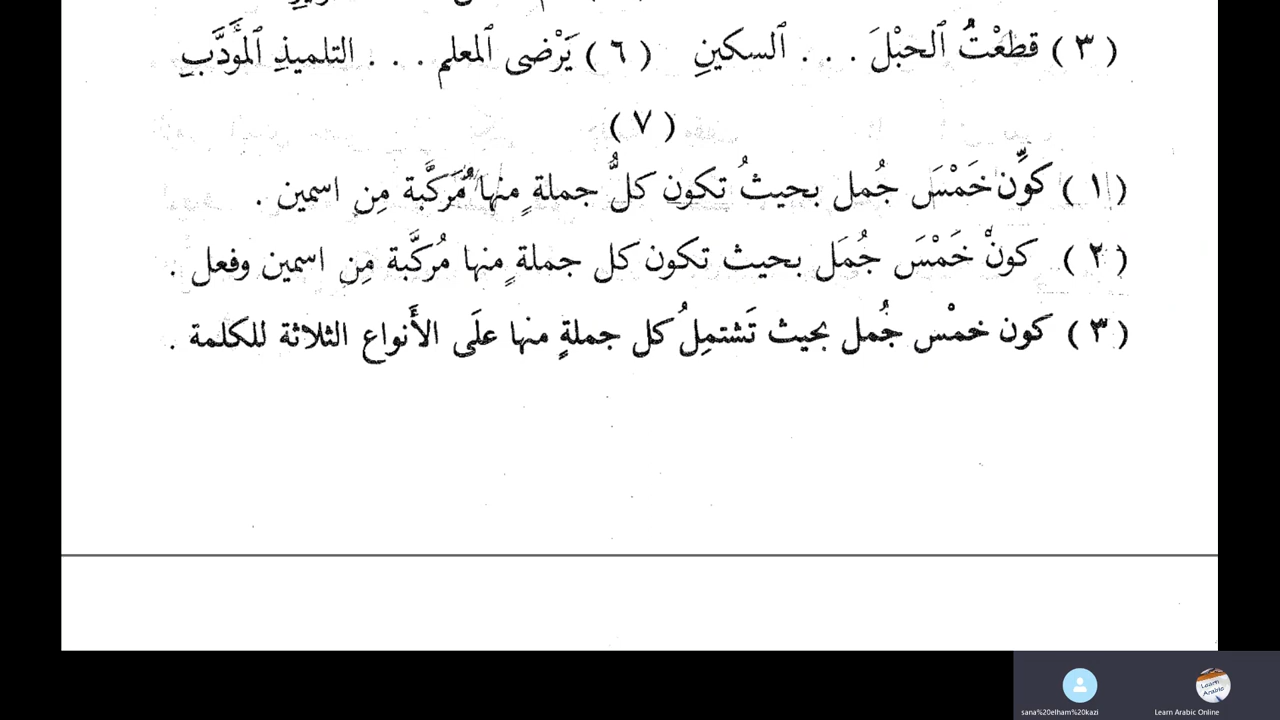 ( ٣ ) قطعْتُ ٱلحبْلَ . . . ٱلسكينِ ( ٦ ) يَرْضى ٱلمعلم . . . التلميذِ ٱلمؤَدَّبِ
( ٧ )
( ١ ) كوِّن خَمْسَ جُمل بحيثُ تكون كلُّ جملةٍ منها مُركَّبة مِنِ اسمين .
( ٢ ) كونْ خَمْسَ جُمَل بحيث تكون كل جملةٍ منها مُركَّبة مِنِ اسمين وفعل .
( ٣ ) كون خمْس جُمل بحيث تَشتمِلُ كل جملةٍ منها علَى الأَنواع الثلاثة للكلمة .
sana%20elham%20kazi
Learn Arabic Online